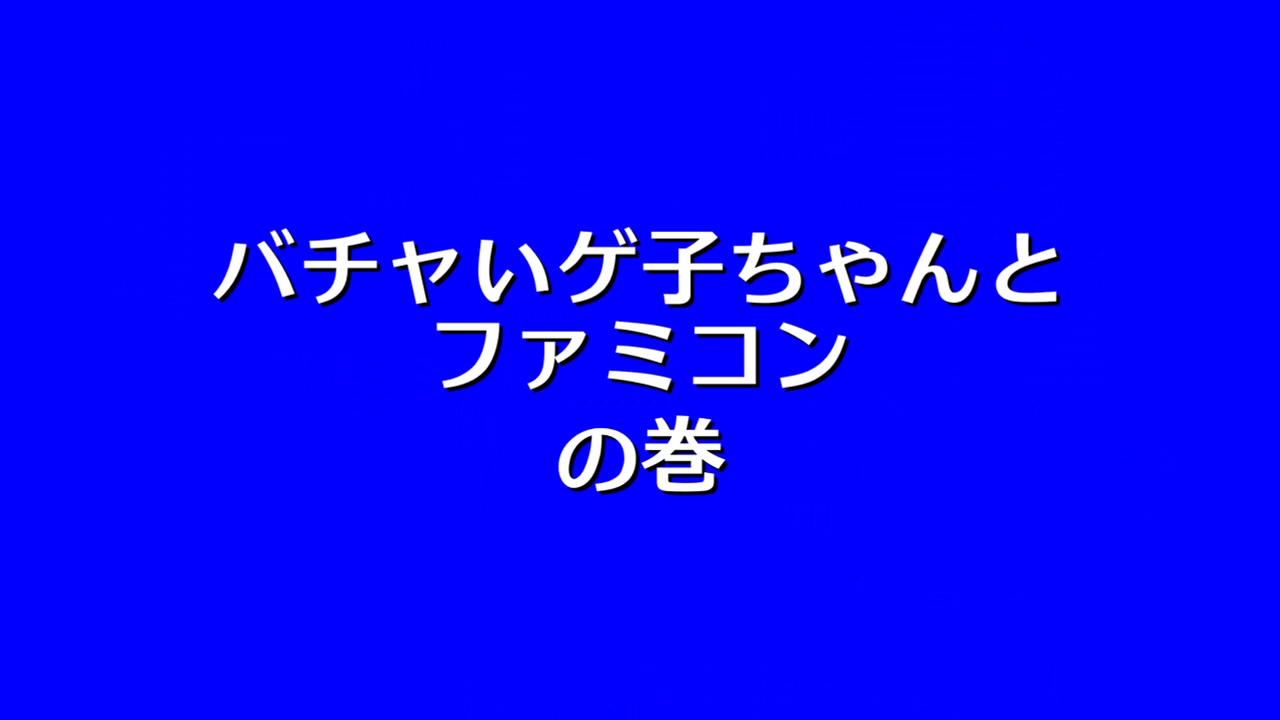 バチャいゲ子ちゃんと
ファミコン
の巻